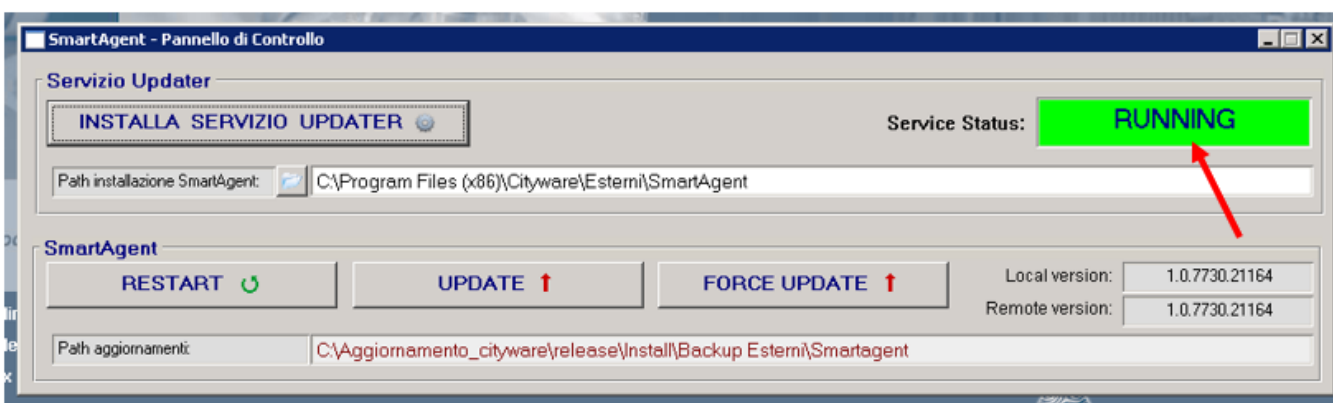 SmartAgent - Pannello di Controllo
Servizio Updater
INSTALLA SERVIZIO UPDATER
Service Status:
RUNNING
Path installazione SmartAgent:
C:\Program Files (x86)\Cityware\Esterni\SmartAgent
SmartAgent
RESTART
UPDATE
FORCE UPDATE
Local version:
1.0.7730.21164
Remote version:
1.0.7730.21164
Path aggiornamenti:
C:\Aggiornamento_cityware\release\Install\Backup Esterni\Smartagent